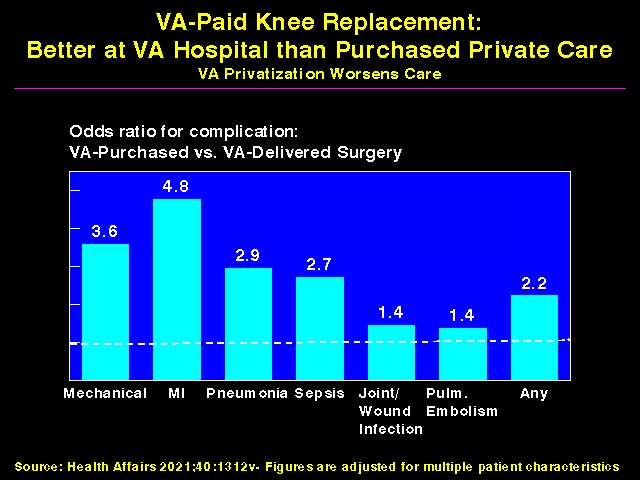 VA-Paid Knee Replacement:
Better at VA Hospital than Purchased Private Care
VA Privatization Worsens Care
Odds ratio for complication:
VA-Purchased vs. VA-Delivered Surgery
4.8
3.6
2.9
2.7
2.2
1.4
1.4
Mechanical MI Pneumonia Sepsis Joint/ Pulm. Any
Wound Embolism
Infection
Source: Health Affairs 2021;40:1312v- Figures are adjusted for multiple patient characteristics